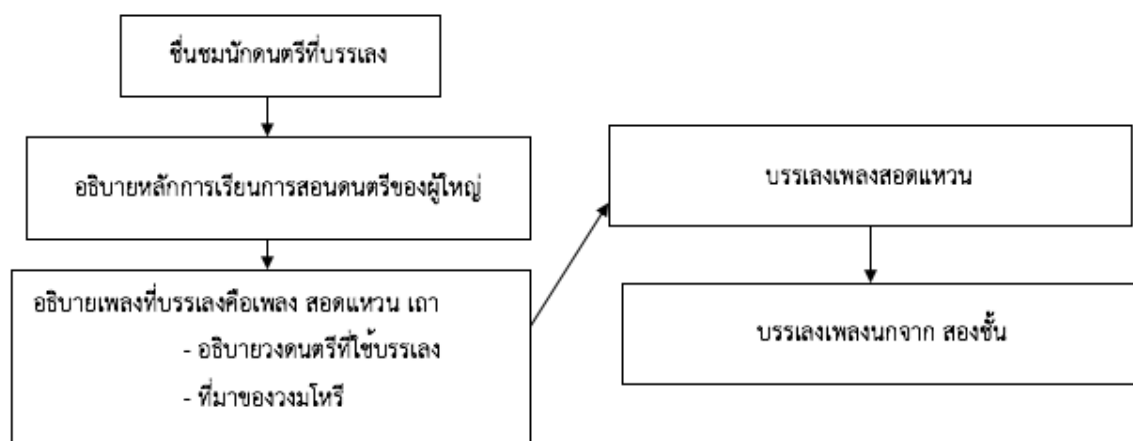 ชื่นชมนักดนตรีที่บรรเลง
อธิบายหลักการเรียนการสอนดนตรีของผู้ใหญ่
อธิบายเพลงที่บรรเลงคือเพลง สอดแหวน เถา
- อธิบายวงดนตรีที่ใช้บรรเลง
- ที่มาของวงมโหรี
บรรเลงเพลงสอดแหวน
บรรเลงเพลงนกจาก สองชั้น